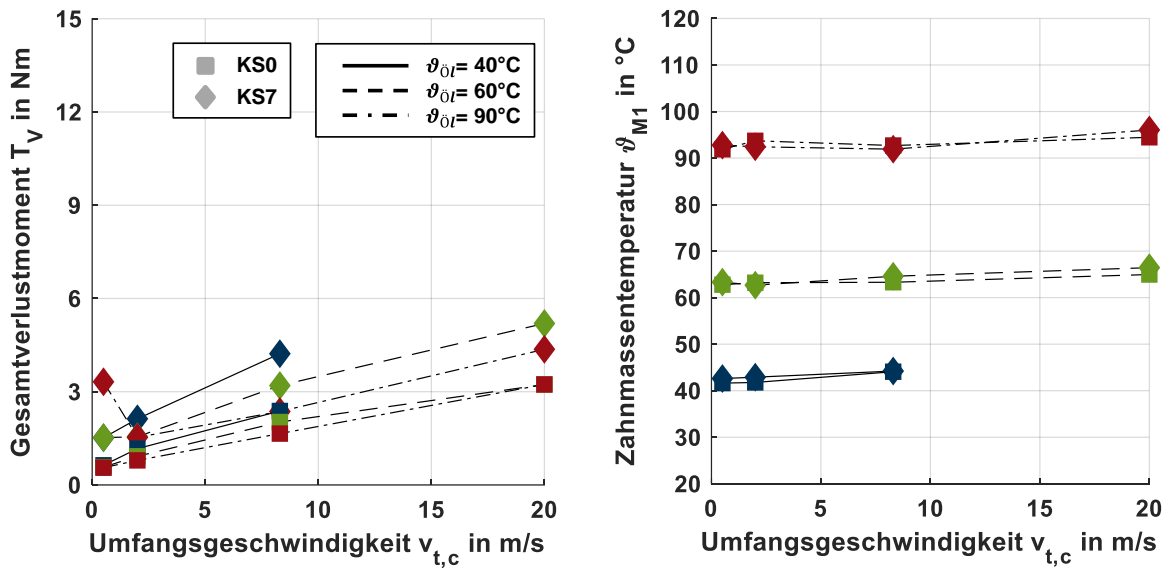 Gesamtverlustmoment T_V in Nm
15
12
9
6
3
0
KS0
KS7
ϑ_Öl= 40°C
ϑ_Öl= 60°C
ϑ_Öl= 90°C
0 5 10 15 20
Umfangsgeschwindigkeit v_t,c in m/s
Zahnmassentemperatur ϑ_M1 in °C
120
110
100
90
80
70
60
50
40
30
20
0 5 10 15 20
Umfangsgeschwindigkeit v_t,c in m/s